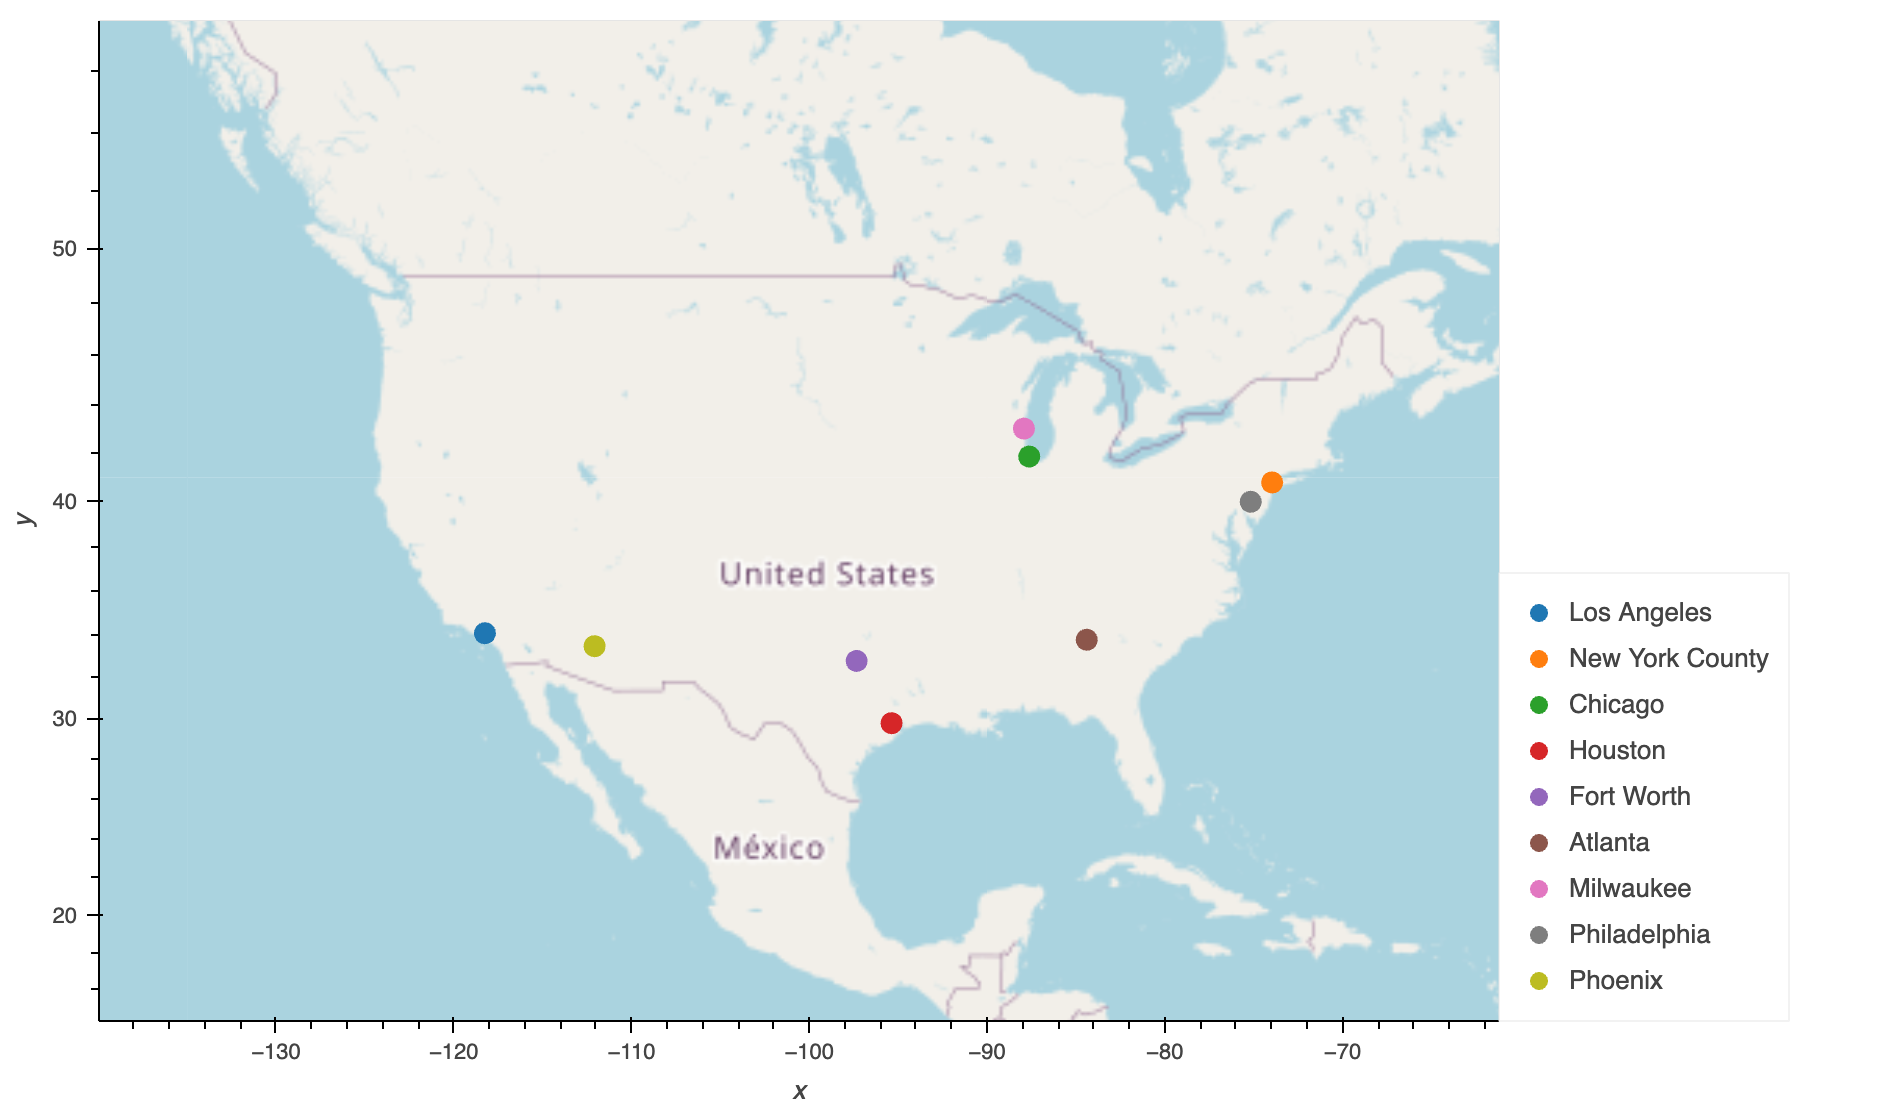 50
40
30
20
y
United States
México
−130
−120
−110
−100
−90
−80
−70
x
Los Angeles
New York County
Chicago
Houston
Fort Worth
Atlanta
Milwaukee
Philadelphia
Phoenix